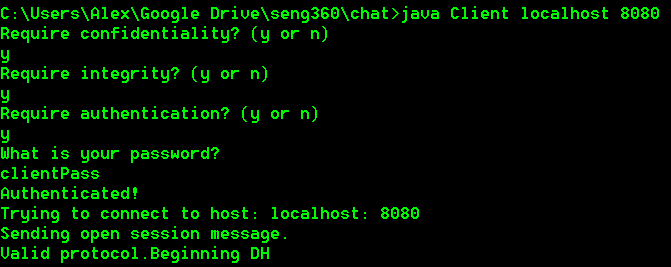 C:\Users\Alex\Google Drive\seng360\chat>java Client localhost 8080
Require confidentiality? (y or n)
y
Require integrity? (y or n)
y
Require authentication? (y or n)
y
What is your password?
clientPass
Authenticated!
Trying to connect to host: localhost: 8080
Sending open session message.
Valid protocol.Beginning DH